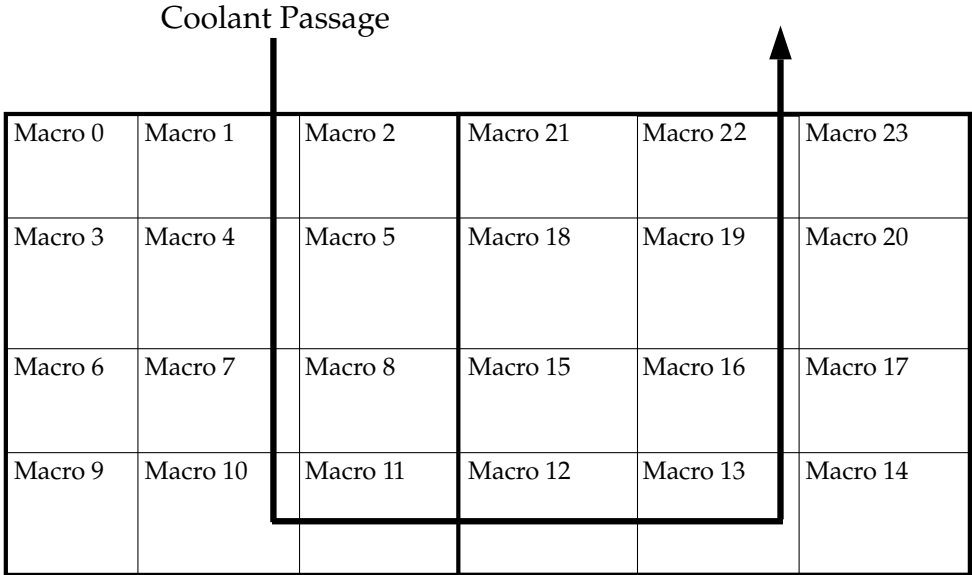 Coolant Passage
Macro 0 Macro 1 Macro 2 Macro 21 Macro 22 Macro 23
Macro 3 Macro 4 Macro 5 Macro 18 Macro 19 Macro 20
Macro 6 Macro 7 Macro 8 Macro 15 Macro 16 Macro 17
Macro 9 Macro 10 Macro 11 Macro 12 Macro 13 Macro 14